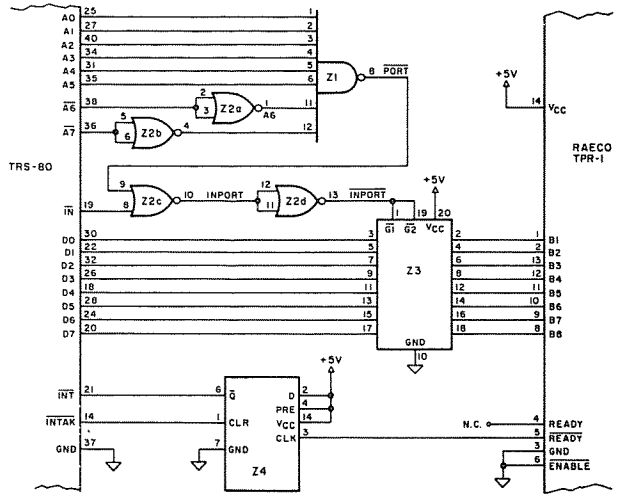 A0 25 1
A1 27 2
A2 40 3
A3 34 4
A4 31 5
A5 35 6
Z1 8 PORT
A6 38 2 3 Z2a 1 A6 11
A7 36 5 6 Z2b 4 12
+5V
14 VCC
TRS-80
RAECO
TPR-1
9 8 Z2c 10 INPORT 12 11 Z2d 13 INPORT
IN 19
+5V
1 19 20
G1 G2 VCC
D0 30 3 2 1 B1
D1 22 5 4 2 B2
D2 32 7 6 13 B3
D3 26 9 8 12 B4
D4 18 11 12 11 B5
D5 28 13 14 10 B6
D6 24 15 16 9 B7
D7 20 17 18 8 B8
Z3
GND
10
+5V
INT 21 6 Q D 2
PRE 4
INTAK 14 1 CLR VCC 14
CLK 3
GND 37 7 GND
Z4
N.C. 4 READY
5 READY
3 GND
6 ENABLE